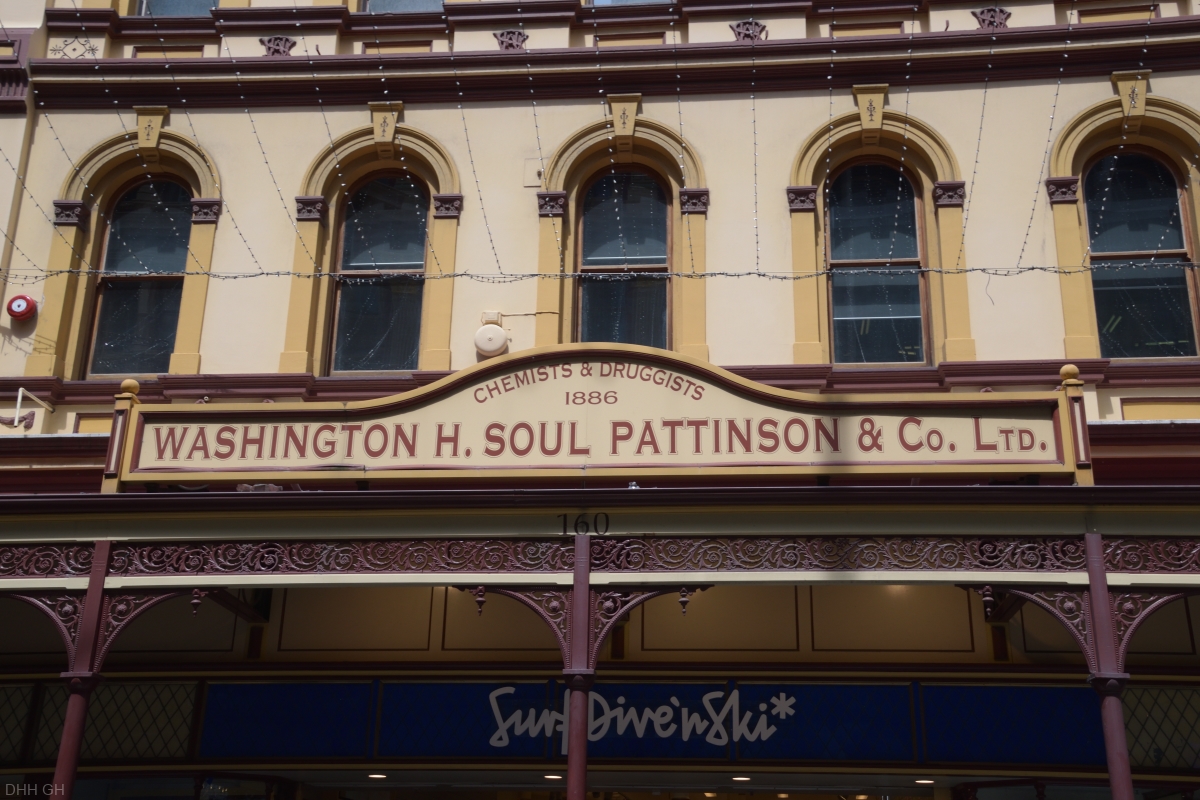 CHEMISTS & DRUGGISTS
1886
WASHINGTON H. SOUL PATTINSON & Co. LTD.
160
Surf Dive'n Ski*
DHH GH